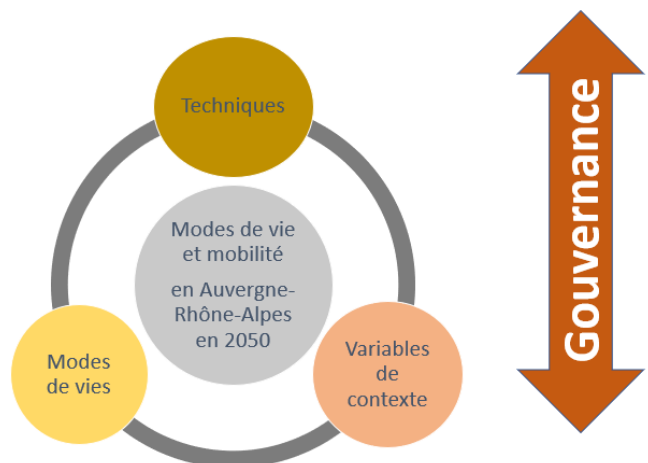 Techniques
Modes de vie
et mobilité
en Auvergne-
Rhône-Alpes
en 2050
Modes
de vies
Variables
de
contexte
Gouvernance